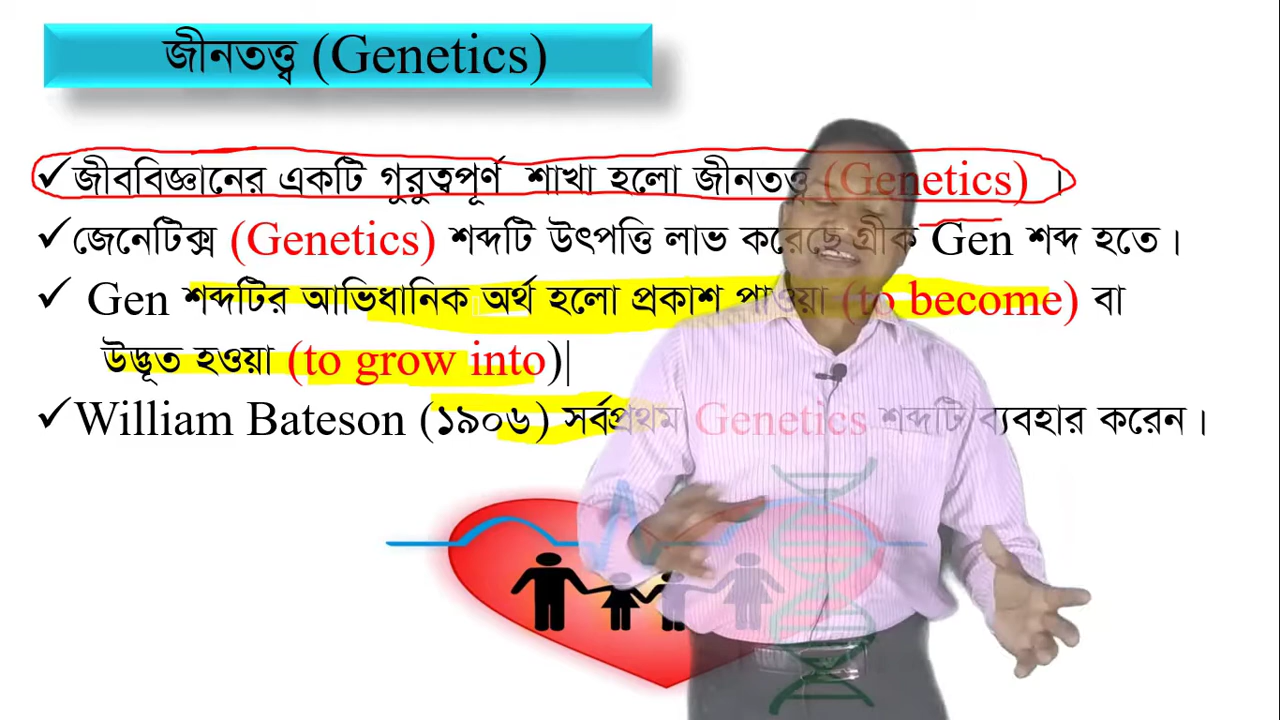 জীনতত্ত্ব (Genetics)
✓জীববিজ্ঞানের একটি গুরুত্বপূর্ণ শাখা হলো জীনতত্ত্ব (Genetics) ।
✓জেনেটিক্স (Genetics) শব্দটি উৎপত্তি লাভ করেছে গ্রীক Gen শব্দ হতে।
✓ Gen শব্দটির আভিধানিক অর্থ হলো প্রকাশ পাওয়া (to become) বা
উদ্ভূত হওয়া (to grow into)|
✓William Bateson (১৯০৬) সর্বপ্রথম Genetics শব্দটি ব্যবহার করেন।